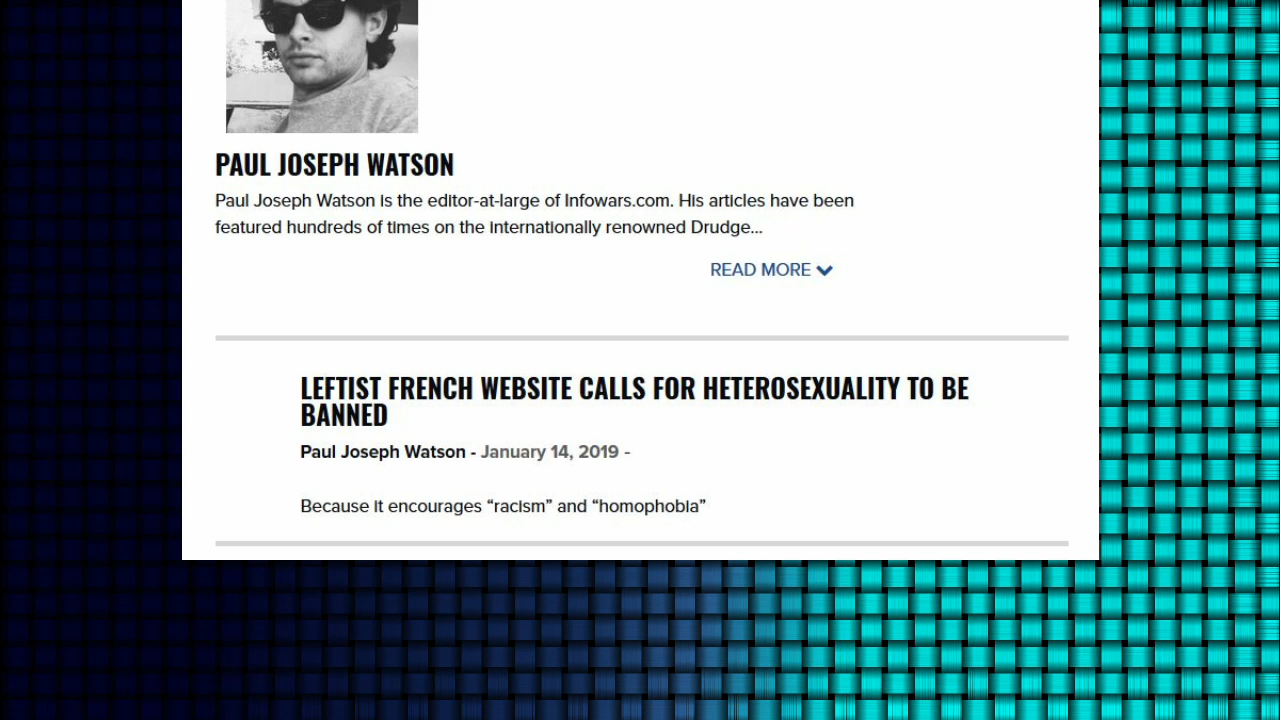 PAUL JOSEPH WATSON
Paul Joseph Watson is the editor-at-large of Infowars.com. His articles have been
featured hundreds of times on the internationally renowned Drudge...
READ MORE
LEFTIST FRENCH WEBSITE CALLS FOR HETEROSEXUALITY TO BE
BANNED
Paul Joseph Watson - January 14, 2019 -
Because it encourages “racism” and “homophobia”